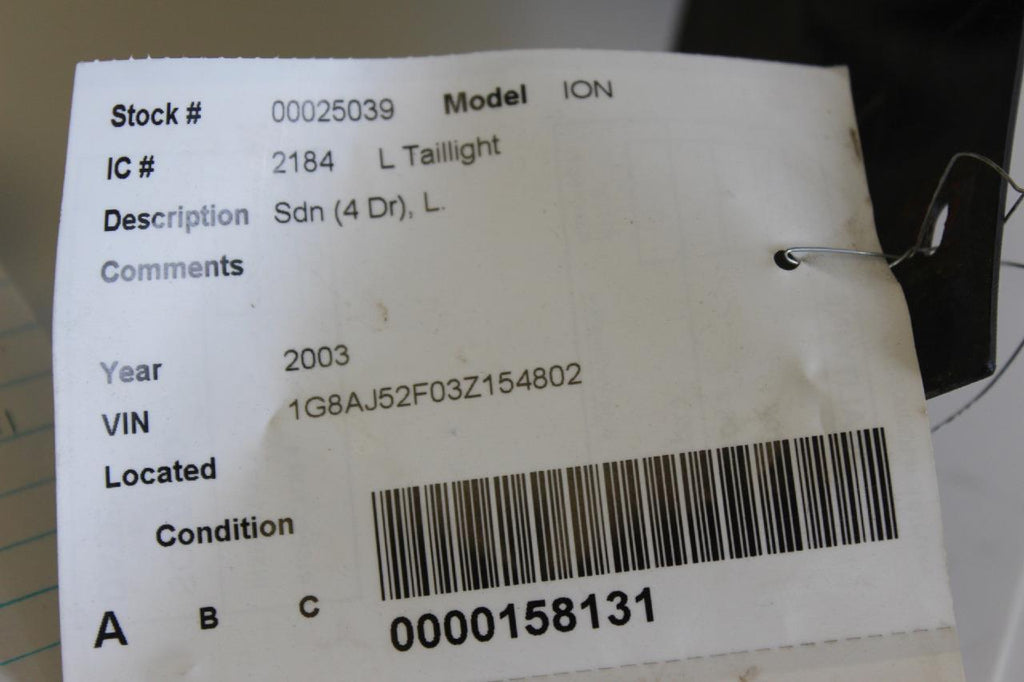 Stock # 00025039 Model ION
IC # 2184 L Taillight
Description Sdn (4 Dr), L.
Comments
Year 2003
VIN 1G8AJ52F03Z154802
Located
Condition
A B C
0000158131